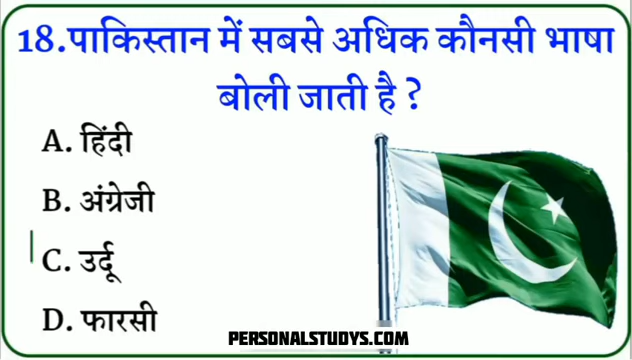 18.पाकिस्तान में सबसे अधिक कौनसी भाषा
बोली जाती है ?
A. हिंदी
B. अंग्रेजी
C. उर्दू
D. फारसी
PERSONALSTUDYS.COM